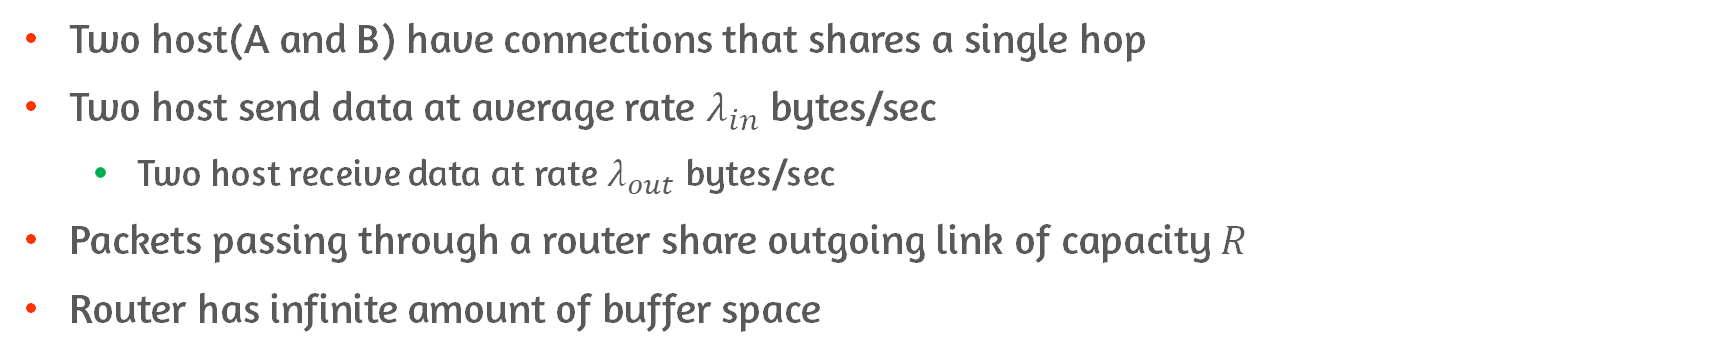 • Two host(A and B) have connections that shares a single hop
• Two host send data at average rate λ_in bytes/sec
• Two host receive data at rate λ_out bytes/sec
• Packets passing through a router share outgoing link of capacity R
• Router has infinite amount of buffer space